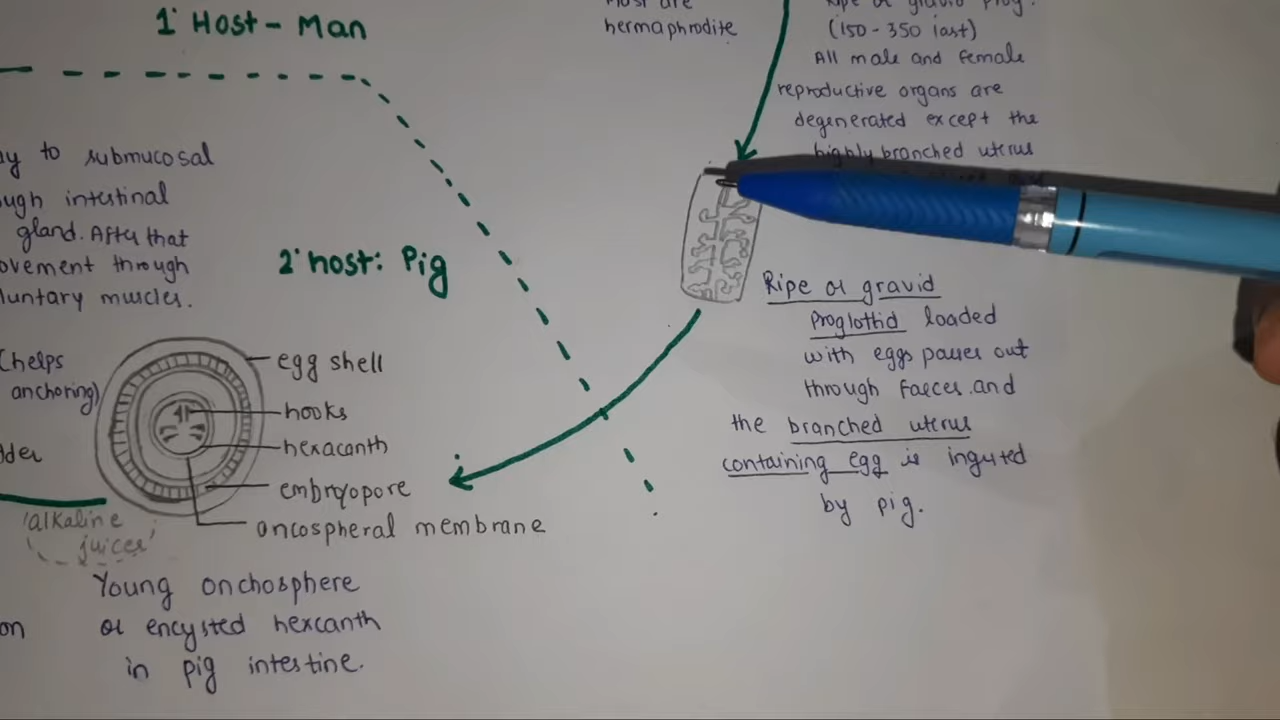 1° Host - Man
hermaphrodite
(150-350 last)
All male and female
reproductive organs are
degenerated except the
highly branched uterus
ay to submucosal
ugh intestinal
gland. After that
ovement through
luntary muscles.
2° host: Pig
Ripe or gravid
Proglottid loaded
with eggs passes out
through faeces and
the branched uterus
containing egg is ingested
by pig.
(helps
anchoring)
dder
egg shell
hooks
hexacanth
embryopore
oncospheral membrane
'alkaline
juices'
Young onchosphere
or encysted hexcanth
in pig intestine.
on